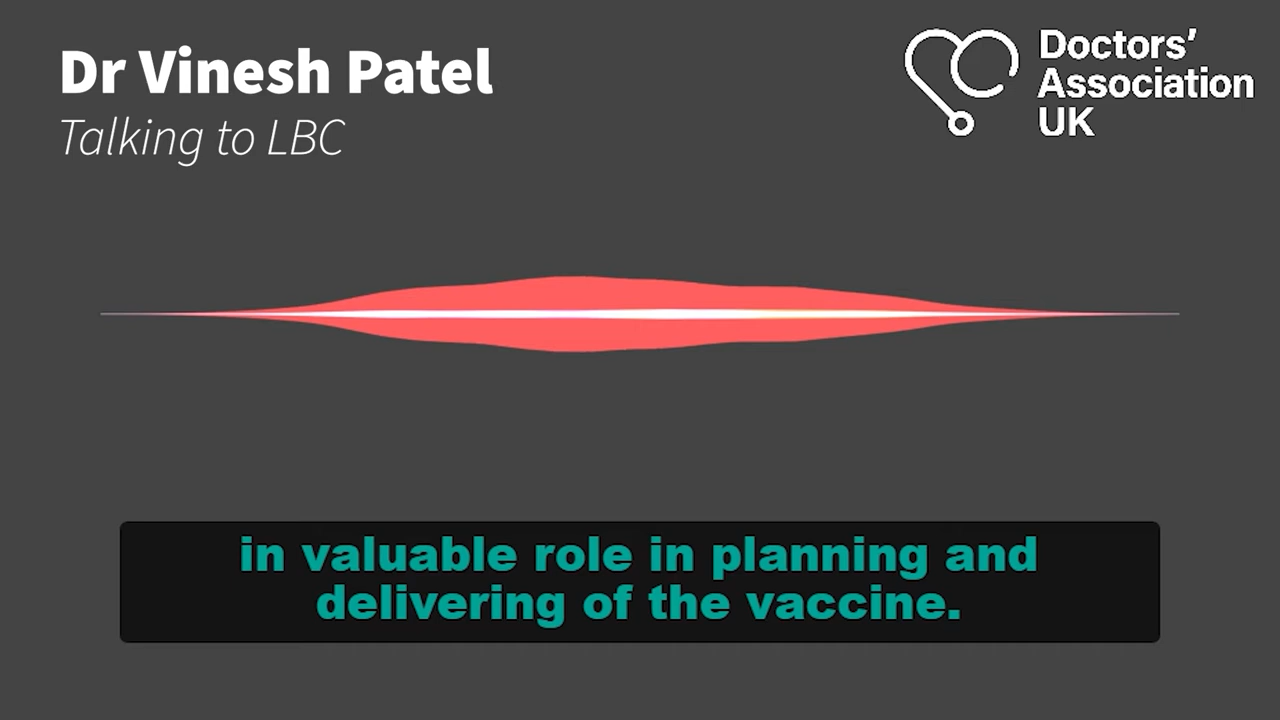 Dr Vinesh Patel
Talking to LBC
Doctors’
Association
UK
in valuable role in planning and
delivering of the vaccine.